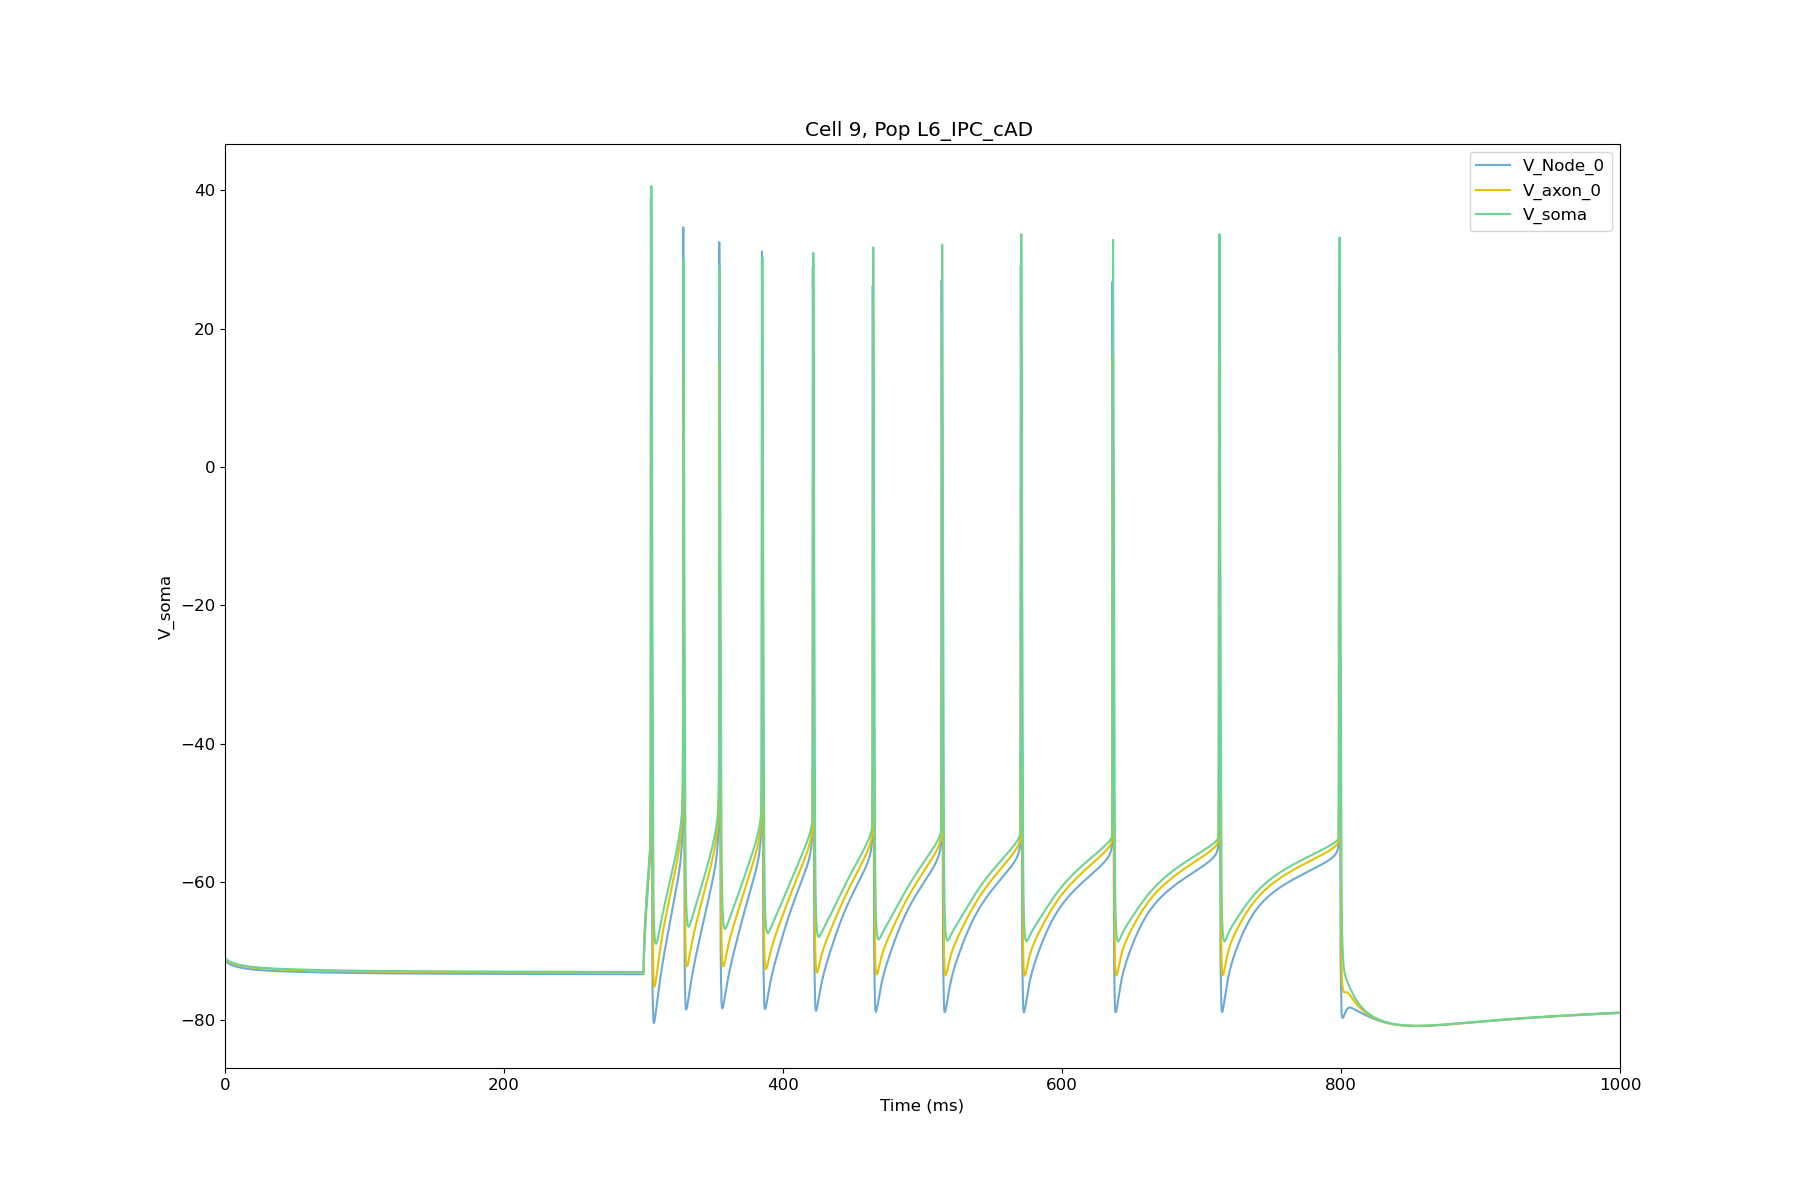 Cell 9, Pop L6_IPC_cAD
V_Node_0
V_axon_0
V_soma
40
20
0
−20
−40
−60
−80
V_soma
0 200 400 600 800 1000
Time (ms)